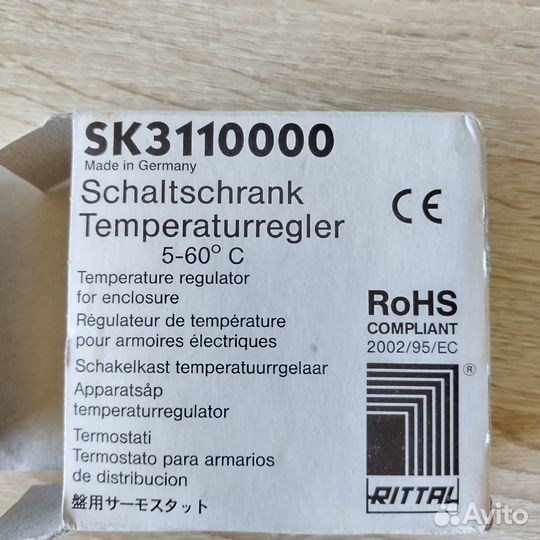 SK3110000
Made in Germany
Schaltschrank
Temperaturregler
5-60° C
CE
Temperature regulator
for enclosure
Régulateur de température
pour armoires électriques
Schakelkast temperatuurrgelaar
Apparatsåp
temperaturregulator
Termostati
Termostato para armarios
de distribucion
盤用サーモスタット
RoHS
COMPLIANT
2002/95/EC
®
RITTAL
Avito